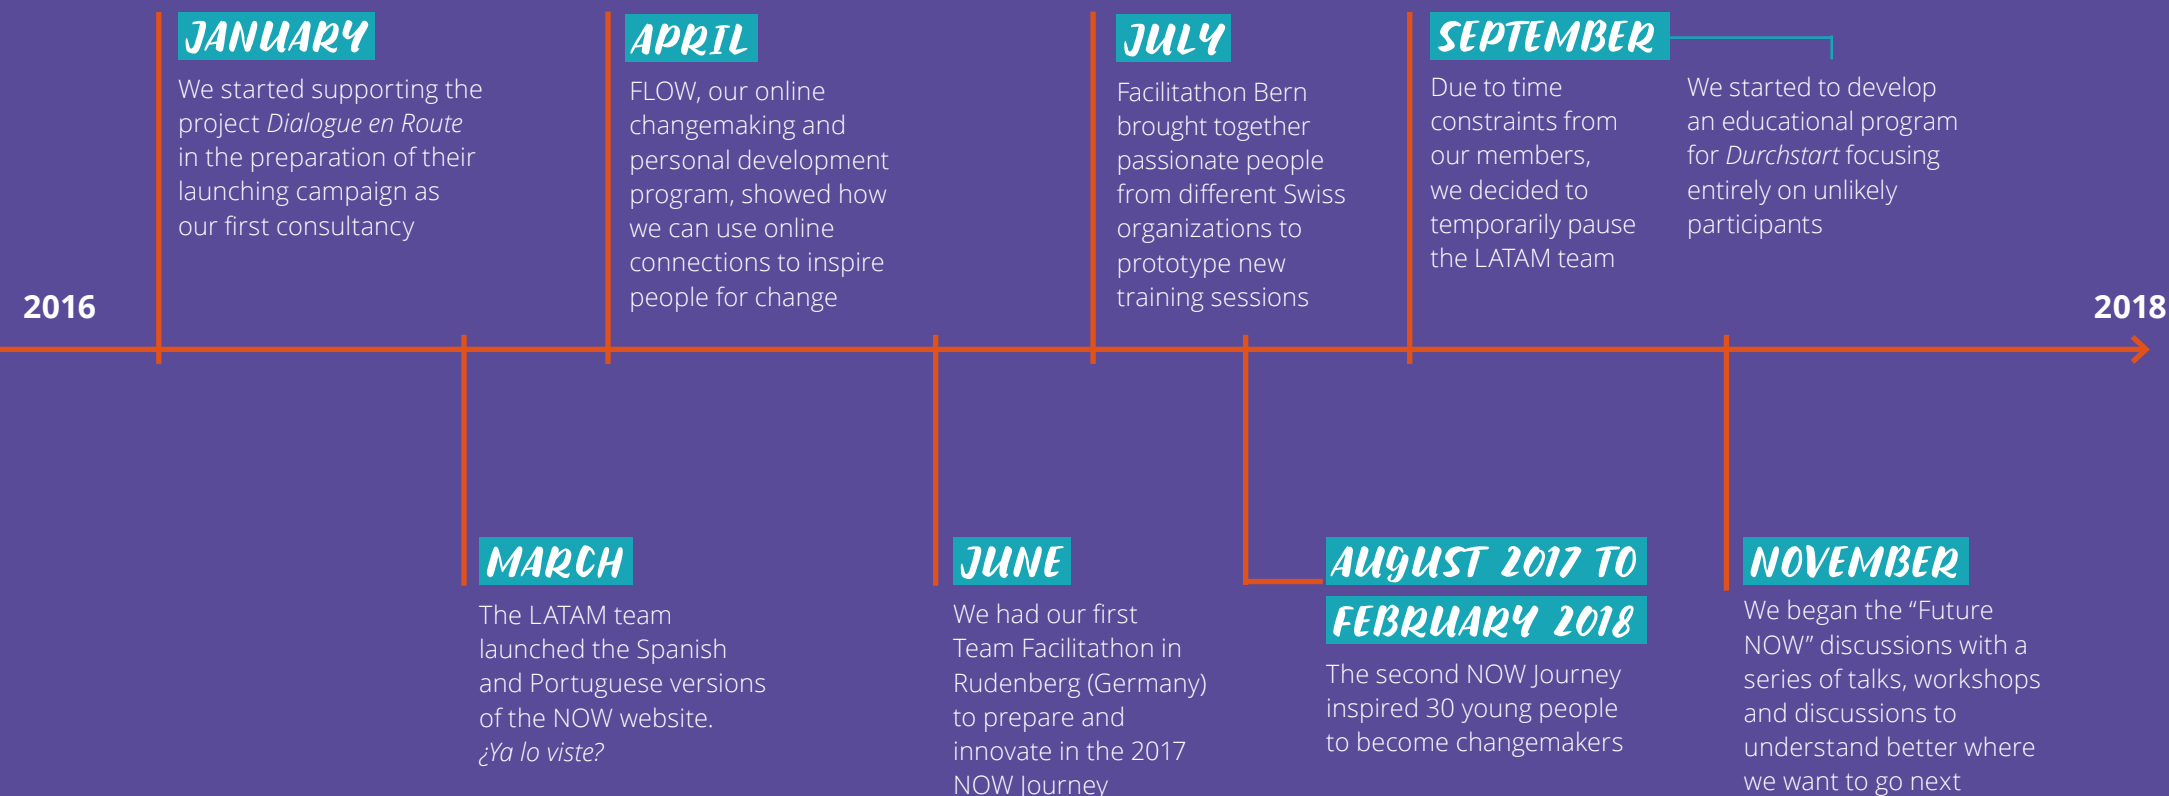 2016
JANUARY
We started supporting the
project Dialogue en Route
in the preparation of their
launching campaign as
our first consultancy
MARCH
The LATAM team
launched the Spanish
and Portuguese versions
of the NOW website.
¿Ya lo viste?
APRIL
FLOW, our online
changemaking and
personal development
program, showed how
we can use online
connections to inspire
people for change
JUNE
We had our first
Team Facilitathon in
Rudenberg (Germany)
to prepare and
innovate in the 2017
NOW Journey
JULY
Facilitathon Bern
brought together
passionate people
from different Swiss
organizations to
prototype new
training sessions
AUGUST 2017 TO
FEBRUARY 2018
The second NOW Journey
inspired 30 young people
to become changemakers
SEPTEMBER
Due to time
constraints from
our members,
we decided to
temporarily pause
the LATAM team
We started to develop
an educational program
for Durchstart focusing
entirely on unlikely
participants
NOVEMBER
We began the “Future
NOW” discussions with a
series of talks, workshops
and discussions to
understand better where
we want to go next
2018